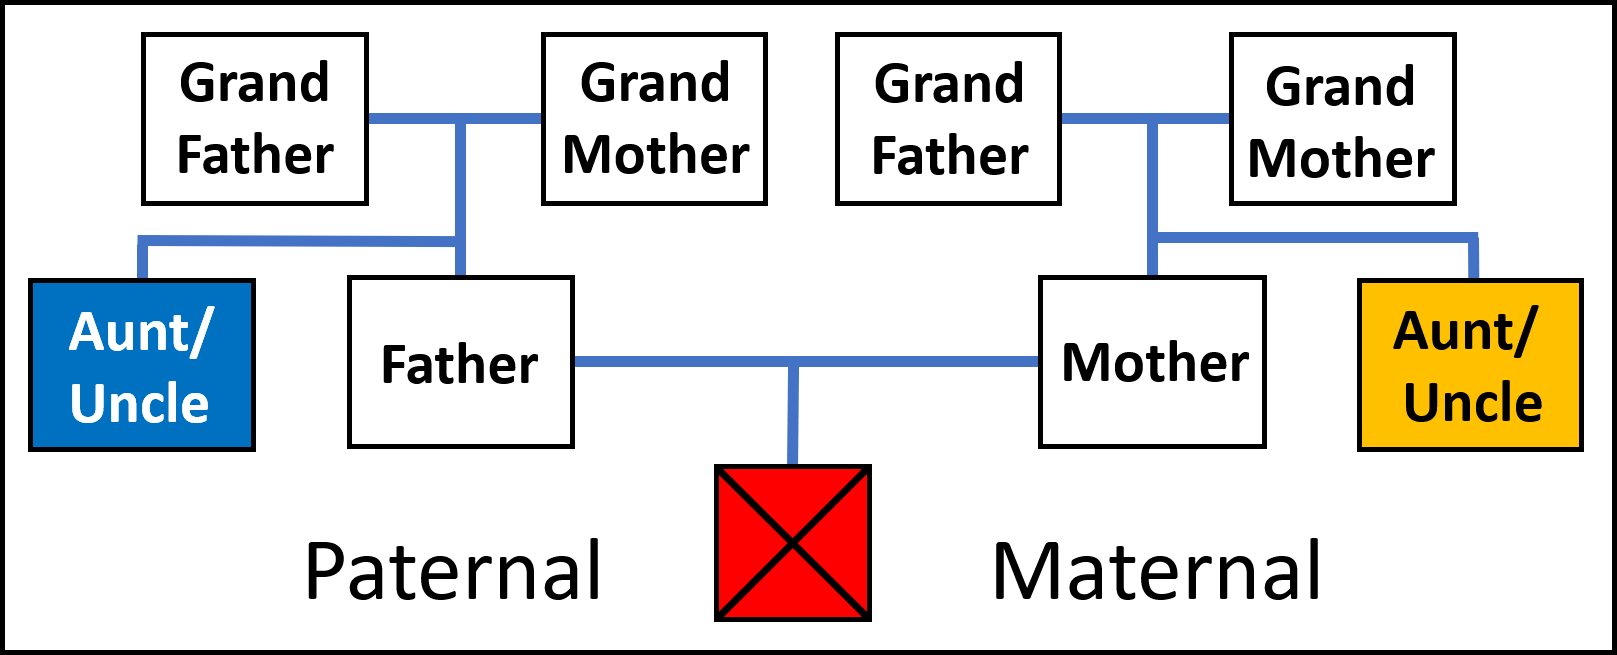 Grand
Father
Grand
Mother
Grand
Father
Grand
Mother
Aunt/
Uncle
Father
Mother
Aunt/
Uncle
Paternal
Maternal